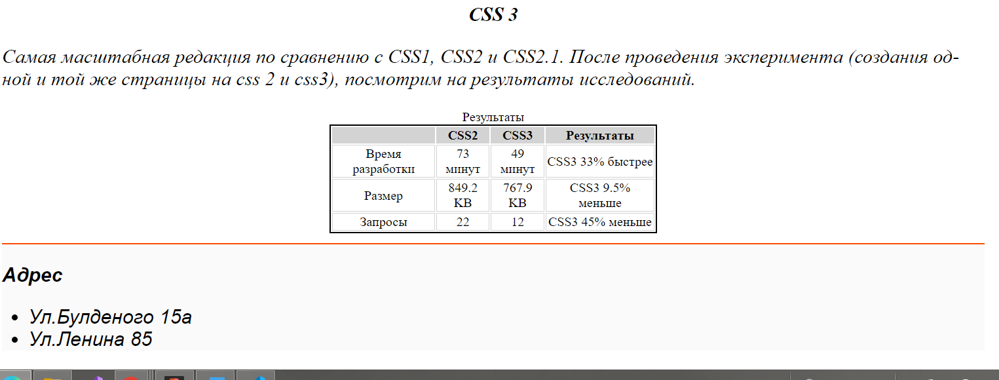 CSS 3
Самая масштабная редакция по сравнению с CSS1, CSS2 и CSS2.1. После проведения эксперимента (создания од-
ной и той же страницы на css 2 и css3), посмотрим на результаты исследований.
Результаты
CSS2 CSS3 Результаты
Время разработки 73 минут 49 минут CSS3 33% быстрее
Размер 849.2 KB 767.9 KB CSS3 9.5% меньше
Запросы 22 12 CSS3 45% меньше
Адрес
• Ул.Булденого 15а
• Ул.Ленина 85